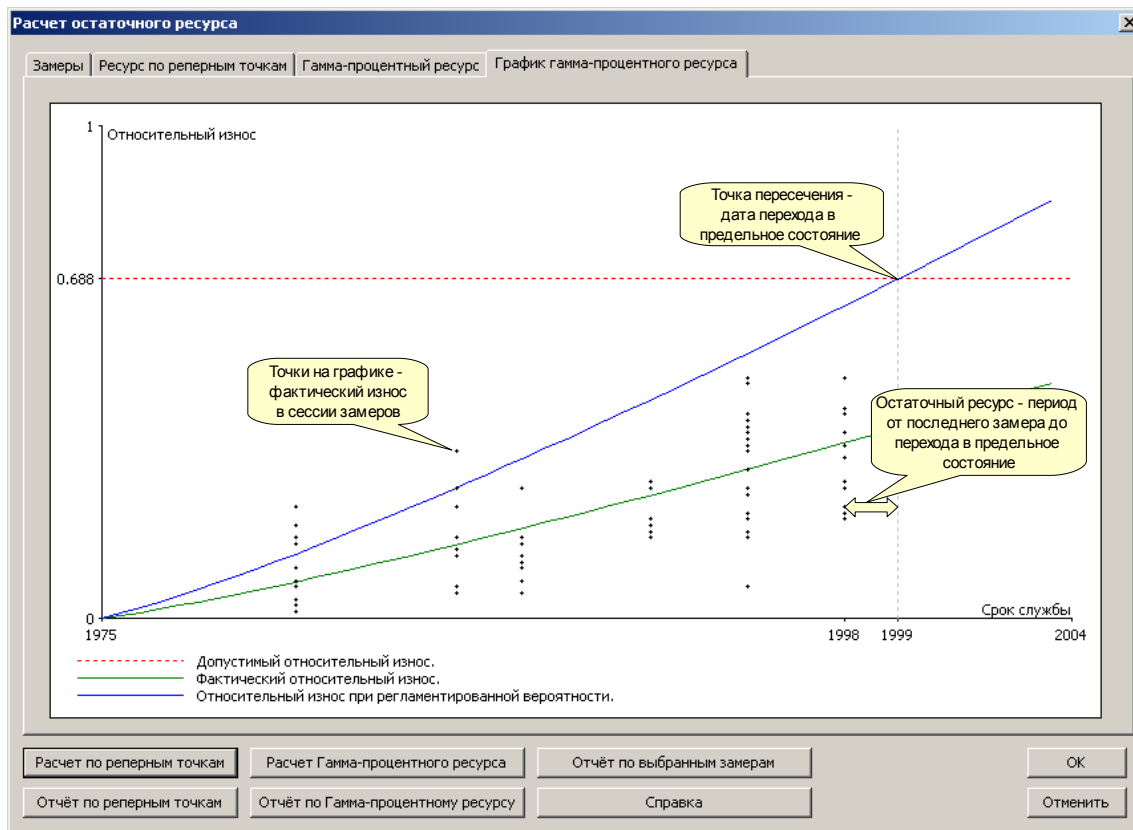 Расчет остаточного ресурса
Замеры
Ресурс по реперным точкам
Гамма-процентный ресурс
График гамма-процентного ресурса
1
Относительный износ
Точка пересечения -
дата перехода в
предельное состояние
0.688
Точки на графике -
фактический износ
в сессии замеров
Остаточный ресурс - период
от последнего замера до
перехода в предельное
состояние
0
Срок службы
1975
1998
1999
2004
Допустимый относительный износ.
Фактический относительный износ.
Относительный износ при регламентированной вероятности.
Расчет по реперным точкам
Расчет Гамма-процентного ресурса
Отчёт по выбранным замерам
ОК
Отчёт по реперным точкам
Отчёт по Гамма-процентному ресурсу
Справка
Отменить